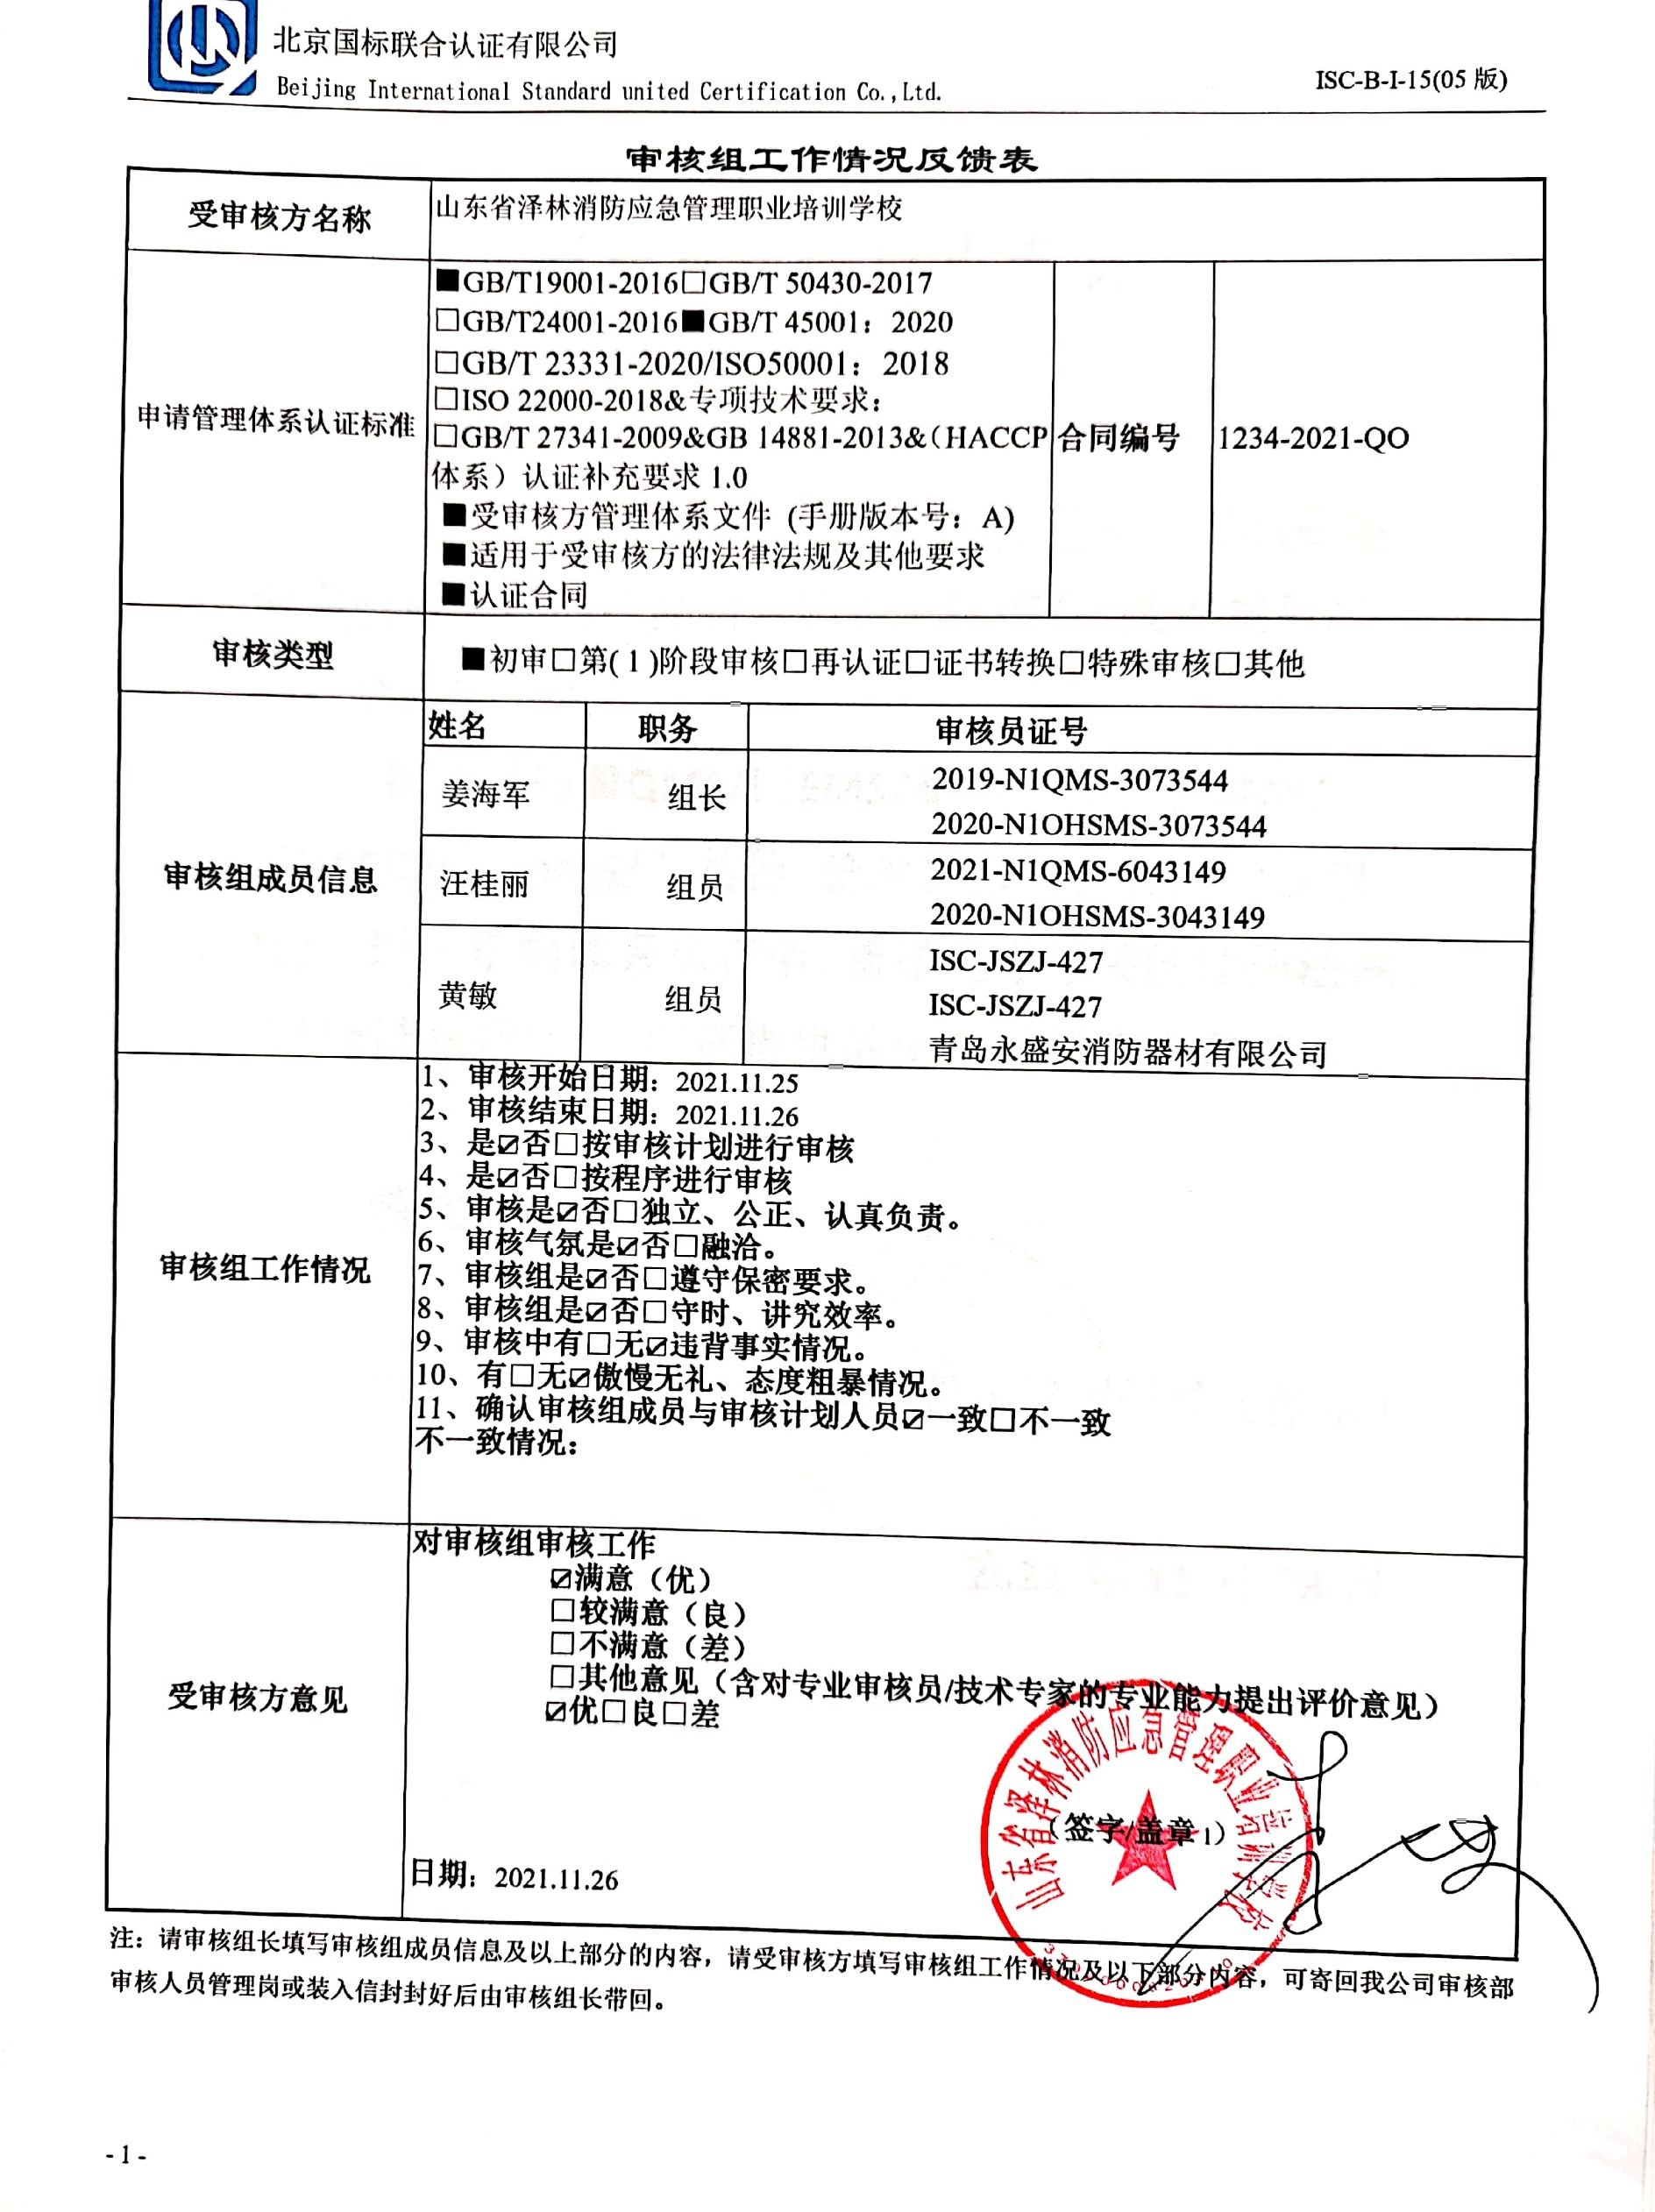 北京国标联合认证有限公司
Beijing International Standard united Certification Co.,Ltd.
ISC-B-I-15(05 版)
审核组工作情况反馈表
受审核方名称
山东省泽林消防应急管理职业培训学校
申请管理体系认证标准
■GB/T19001-2016□GB/T 50430-2017
□GB/T24001-2016■GB/T 45001：2020
□GB/T 23331-2020/ISO50001：2018
□ISO 22000-2018&专项技术要求：
□GB/T 27341-2009&GB 14881-2013&（HACCP
体系）认证补充要求 1.0
■受审核方管理体系文件 (手册版本号：A)
■适用于受审核方的法律法规及其他要求
■认证合同
合同编号
1234-2021-QO
审核类型
■初审□第( 1 )阶段审核□再认证□证书转换□特殊审核□其他
审核组成员信息
姓名 职务 审核员证号
姜海军 组长 2019-N1QMS-3073544
2020-N1OHSMS-3073544
汪桂丽 组员 2021-N1QMS-6043149
2020-N1OHSMS-3043149
黄敏 组员 ISC-JSZJ-427
ISC-JSZJ-427
青岛永盛安消防器材有限公司
审核组工作情况
1、审核开始日期：2021.11.25
2、审核结束日期：2021.11.26
3、是☑否□按审核计划进行审核
4、是☑否□按程序进行审核
5、审核是☑否□独立、公正、认真负责。
6、审核气氛是☑否□融洽。
7、审核组是☑否□遵守保密要求。
8、审核组是☑否□守时、讲究效率。
9、审核中有□无☑违背事实情况。
10、有□无☑傲慢无礼、态度粗暴情况。
11、确认审核组成员与审核计划人员☑一致□不一致
不一致情况：
受审核方意见
对审核组审核工作
☑满意（优）
□较满意（良）
□不满意（差）
□其他意见（含对专业审核员/技术专家的专业能力提出评价意见）
☑优□良□差
山东省泽林消防应急管理职业培训学校
（签字/盖章）
日期：2021.11.26
注：请审核组长填写审核组成员信息及以上部分的内容，请受审核方填写审核组工作情况及以下部分内容，可寄回我公司审核部
审核人员管理岗或装入信封封好后由审核组长带回。
- 1 -